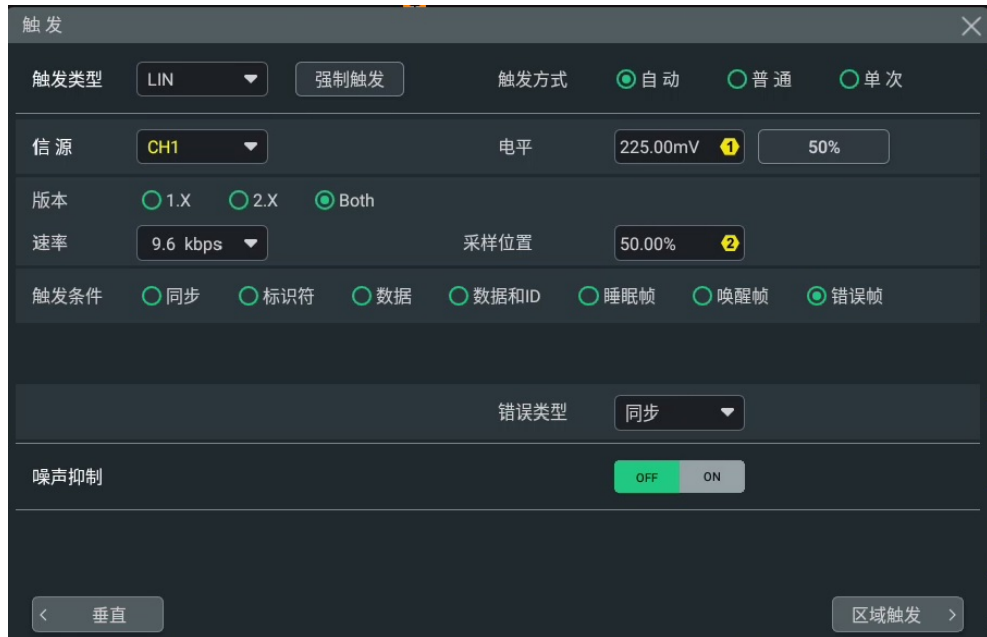 触发
触发类型 LIN 强制触发 触发方式 自动 普通 单次
信源 CH1 电平 225.00mV 1 50%
版本 1.X 2.X Both
速率 9.6 kbps 采样位置 50.00% 2
触发条件 同步 标识符 数据 数据和ID 睡眠帧 唤醒帧 错误帧
错误类型 同步
噪声抑制 OFF ON
< 垂直 区域触发 >